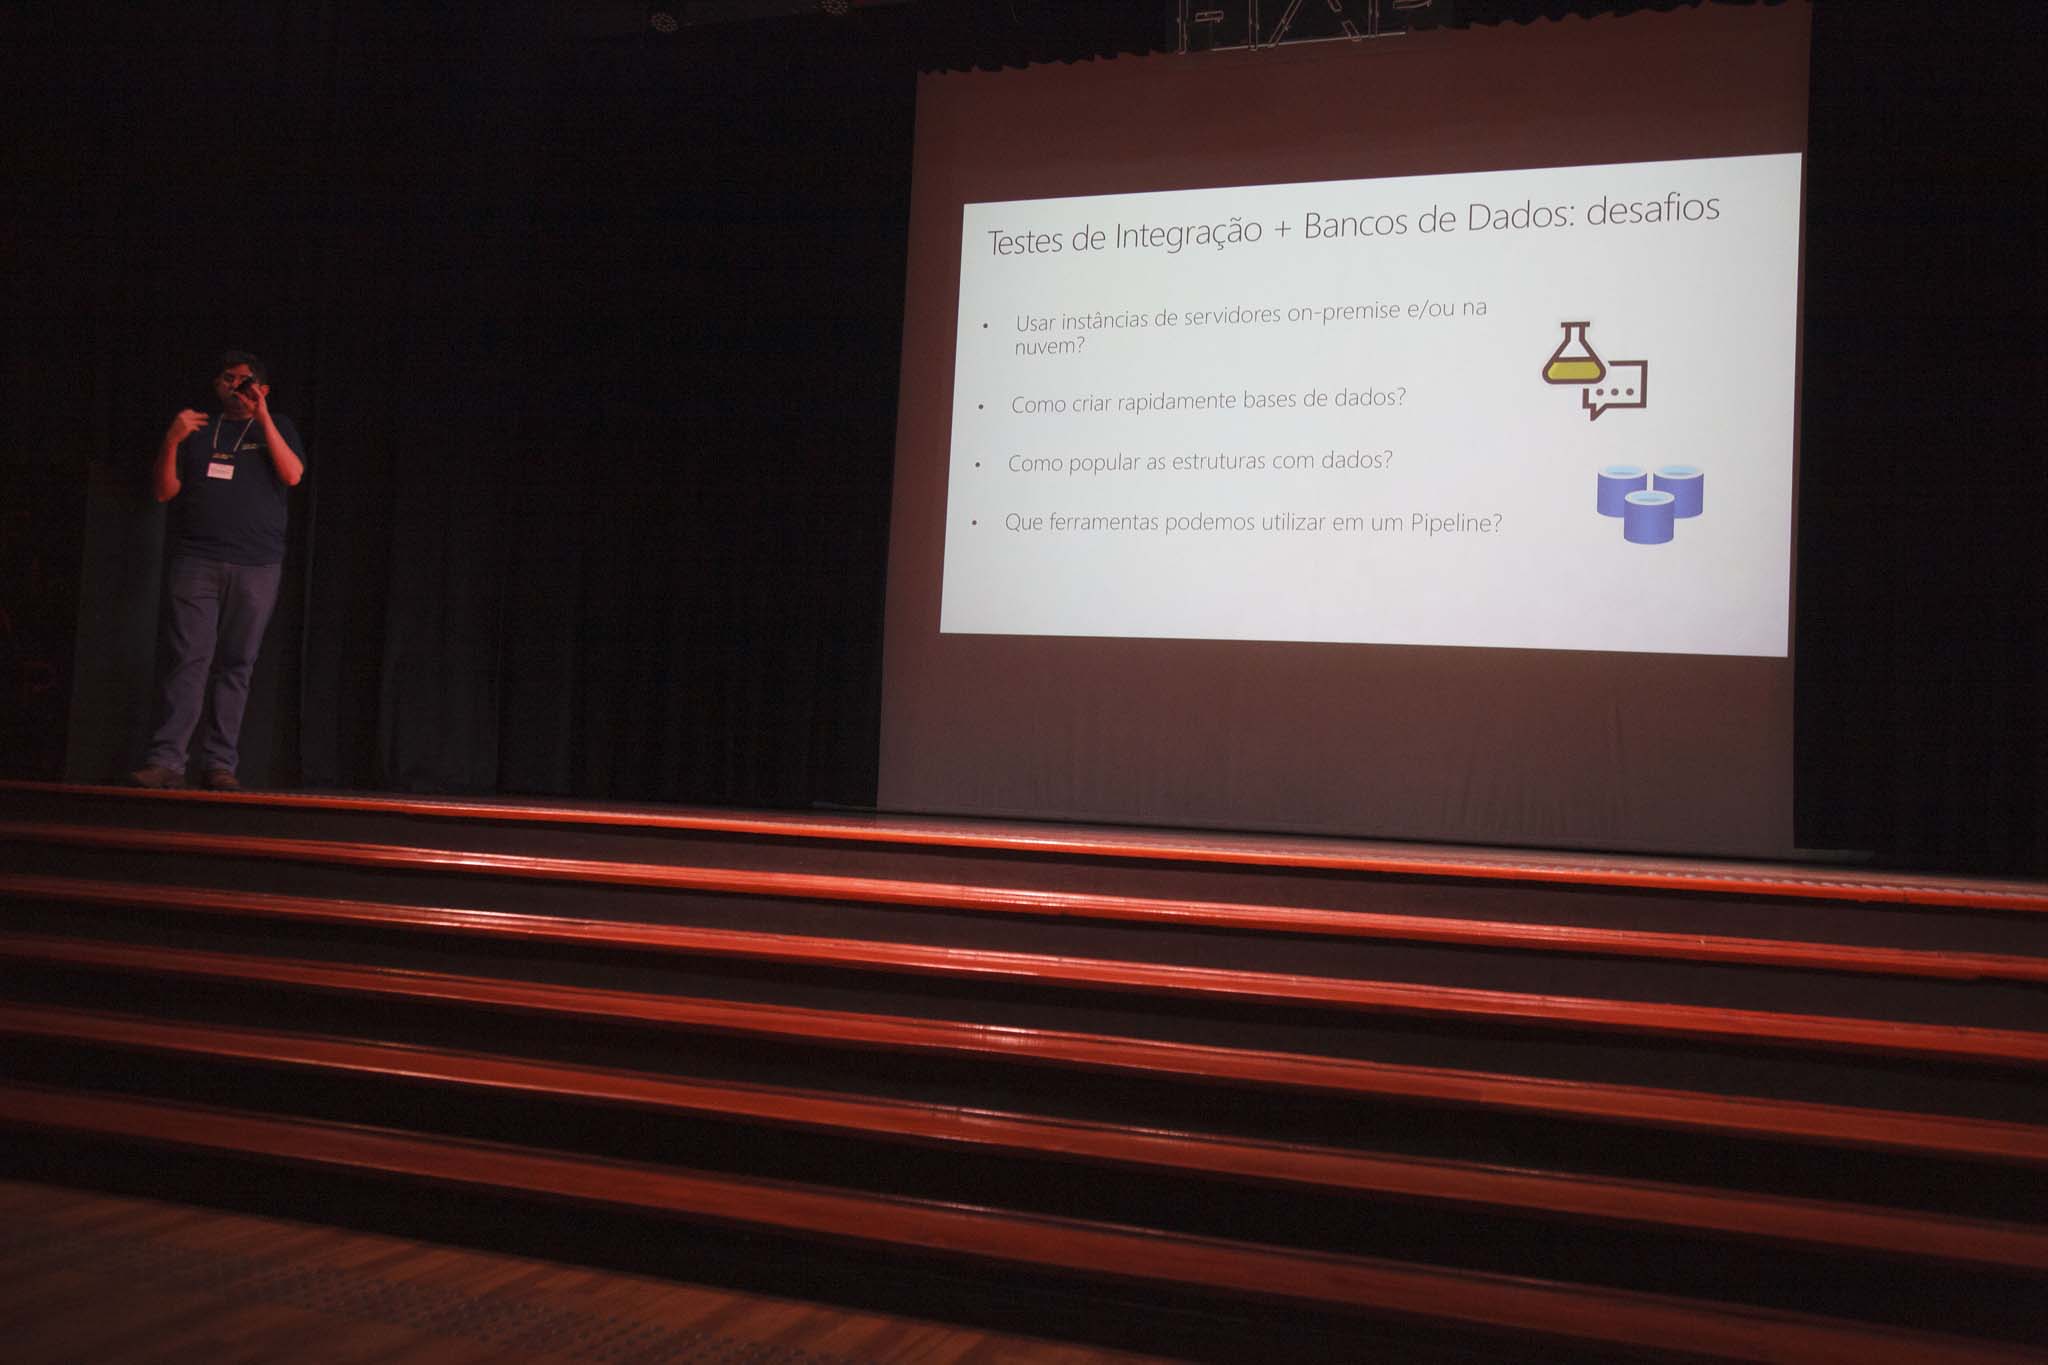 Testes de Integração + Bancos de Dados: desafios
• Usar instâncias de servidores on-premise e/ou na
nuvem?
• Como criar rapidamente bases de dados?
• Como popular as estruturas com dados?
• Que ferramentas podemos utilizar em um Pipeline?